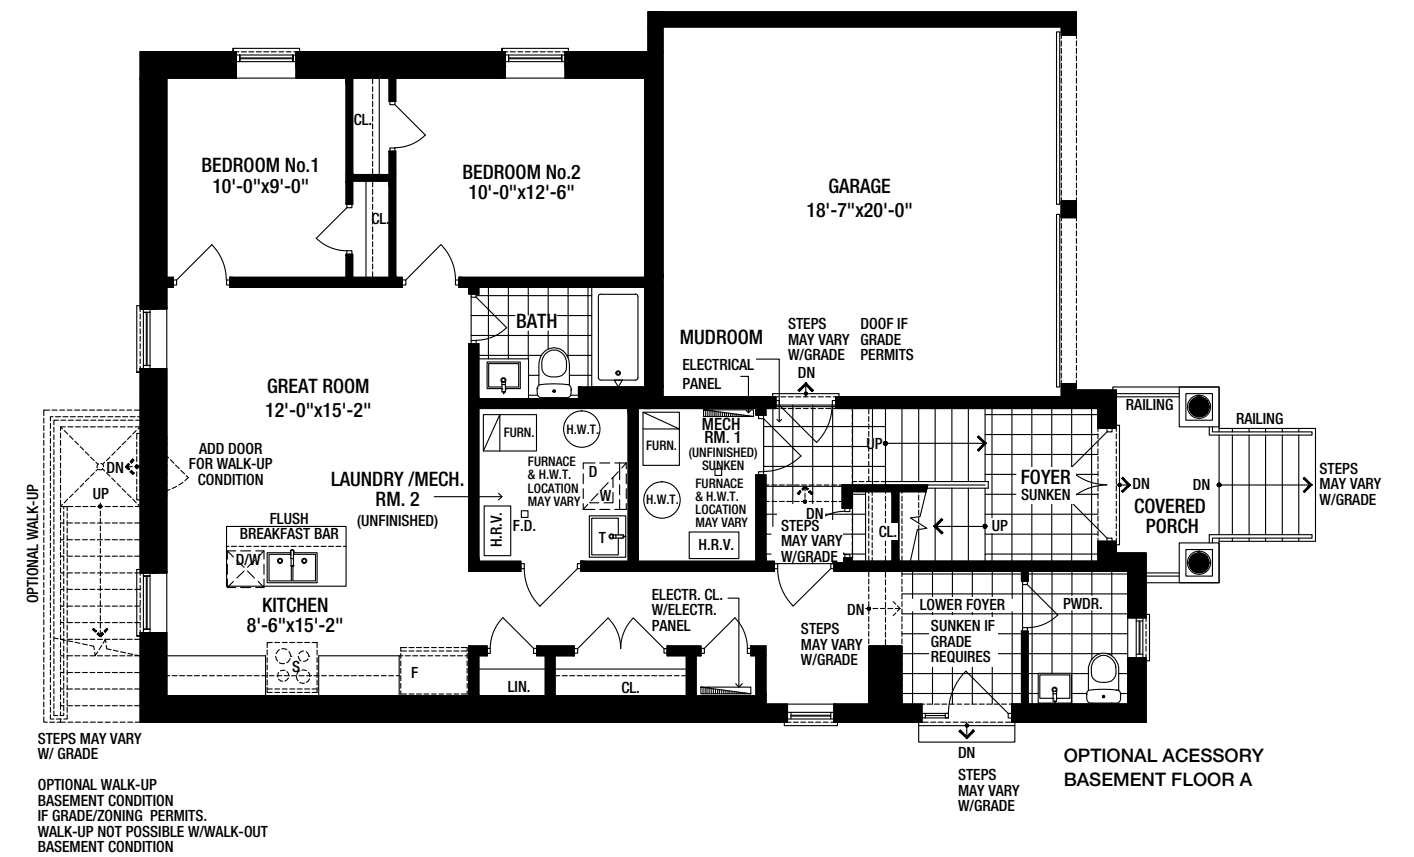 CL.
BEDROOM No.1
10'-0"x9'-0"
BEDROOM No.2
10'-0"x12'-6"
CL.
GARAGE
18'-7"x20'-0"
BATH
MUDROOM
ELECTRICAL
PANEL
STEPS
MAY VARY
W/GRADE
DN
DOOF IF
GRADE
PERMITS
GREAT ROOM
12'-0"x15'-2"
RAILING
RAILING
FURN.
H.W.T.
FURNACE
& H.W.T.
LOCATION
MAY VARY
D
W
H.R.V.
F.D.
T
FURN.
MECH
RM. 1
(UNFINISHED)
SUNKEN
FURNACE
& H.W.T.
LOCATION
MAY VARY
H.W.T.
H.R.V.
UP
FOYER
SUNKEN
DN
COVERED
PORCH
DN
STEPS
MAY VARY
W/GRADE
DN
STEPS
MAY VARY
W/GRADE
CL.
UP
ADD DOOR
FOR WALK-UP
CONDITION
DN
UP
OPTIONAL WALK-UP
LAUNDRY /MECH.
RM. 2
(UNFINISHED)
FLUSH
BREAKFAST BAR
D/W
KITCHEN
8'-6"x15'-2"
S
F
LIN.
CL.
ELECTR. CL.
W/ELECTR.
PANEL
DN
STEPS
MAY VARY
W/GRADE
LOWER FOYER
SUNKEN IF
GRADE
REQUIRES
PWDR.
DN
STEPS
MAY VARY
W/GRADE
STEPS MAY VARY
W/ GRADE
OPTIONAL WALK-UP
BASEMENT CONDITION
IF GRADE/ZONING PERMITS.
WALK-UP NOT POSSIBLE W/WALK-OUT
BASEMENT CONDITION
OPTIONAL ACESSORY
BASEMENT FLOOR A